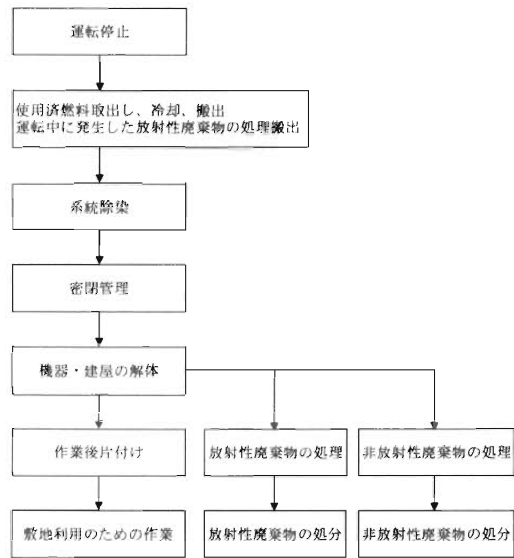 運転停止
使用済燃料取出し、冷却、搬出
運転中に発生した放射性廃棄物の処理搬出
系統除染
密閉管理
機器・建屋の解体
作業後片付け
放射性廃棄物の処理
非放射性廃棄物の処理
敷地利用のための作業
放射性廃棄物の処分
非放射性廃棄物の処分